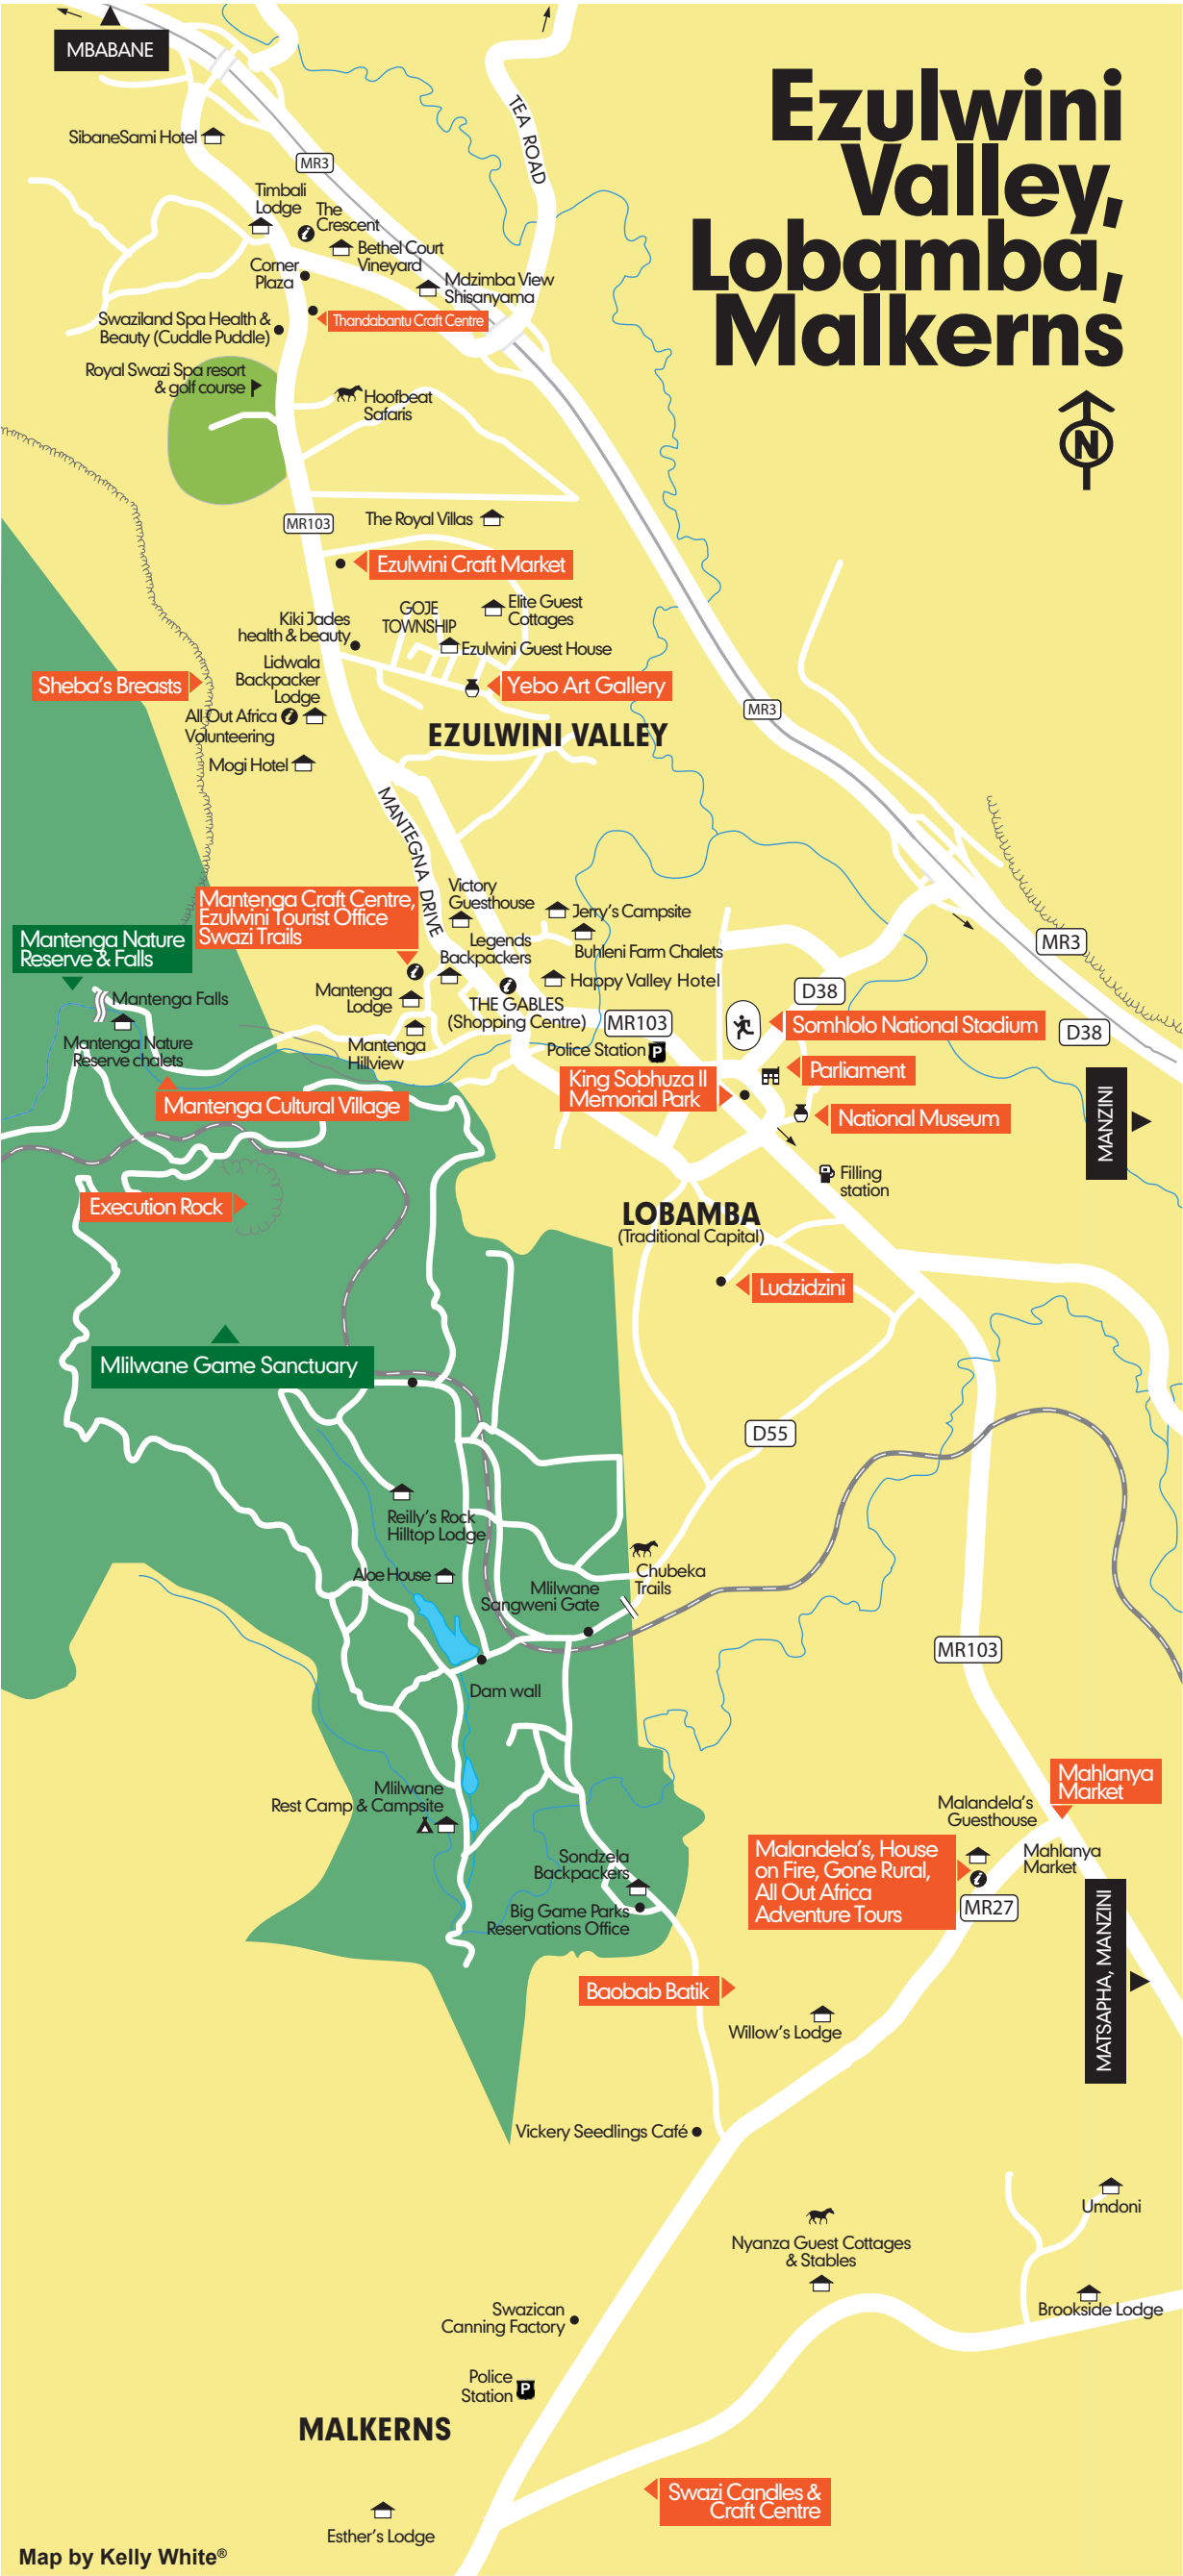 MBABANE
Ezulwini
Valley,
Lobamba,
Malkerns
N
TEA ROAD
SibaneSami Hotel
MR3
Timbali
Lodge
The
Crescent
Bethel Court
Vineyard
Corner
Plaza
Mdzimba View
Shisanyama
Thandabantu Craft Centre
Swaziland Spa Health &
Beauty (Cuddle Puddle)
Royal Swazi Spa resort
& golf course
Hoofbeat
Safaris
MR103
The Royal Villas
Ezulwini Craft Market
Elite Guest
Cottages
GOJE
TOWNSHIP
Kiki Jades
health & beauty
Ezulwini Guest House
Lidwala
Backpacker
Lodge
Sheba's Breasts
Yebo Art Gallery
MR3
All Out Africa
Volunteering
EZULWINI VALLEY
Mogi Hotel
MANTEGNA DRIVE
Mantenga Craft Centre,
Ezulwini Tourist Office
Swazi Trails
Victory
Guesthouse
Jerry's Campsite
Mantenga Nature
Reserve & Falls
Legends
Backpackers
Buhleni Farm Chalets
MR3
Happy Valley Hotel
Mantenga Falls
Mantenga
Lodge
THE GABLES
(Shopping Centre)
D38
MR103
Somhlolo National Stadium
D38
Mantenga Nature
Reserve chalets
Mantenga
Hillview
Police Station
P
Parliament
King Sobhuza II
Memorial Park
Mantenga Cultural Village
National Museum
MANZINI
Filling
station
Execution Rock
LOBAMBA
(Traditional Capital)
Ludzidzini
Mlilwane Game Sanctuary
D55
Reilly's Rock
Hilltop Lodge
Aloe House
Chubeka
Trails
Mlilwane
Sangweni Gate
MR103
Dam wall
Mahlanya
Market
Mlilwane
Rest Camp & Campsite
Malandela's
Guesthouse
Malandela's, House
on Fire, Gone Rural,
All Out Africa
Adventure Tours
Mahlanya
Market
Sondzela
Backpackers
MR27
Big Game Parks
Reservations Office
MATSAPHA, MANZINI
Baobab Batik
Willow's Lodge
Vickery Seedlings Café
Umdoni
Nyanza Guest Cottages
& Stables
Brookside Lodge
Swazican
Canning Factory
Police
Station
P
MALKERNS
Swazi Candles &
Craft Centre
Esther's Lodge
Map by Kelly White®